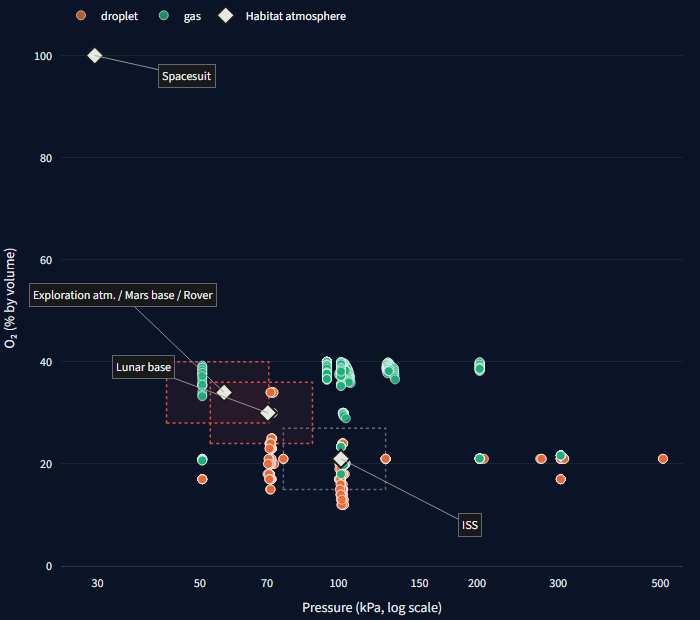 droplet gas Habitat atmosphere
100
Spacesuit
80
60
Exploration atm. / Mars base / Rover
40
Lunar base
20
ISS
0
O₂ (% by volume)
30 50 70 100 150 200 300 500
Pressure (kPa, log scale)